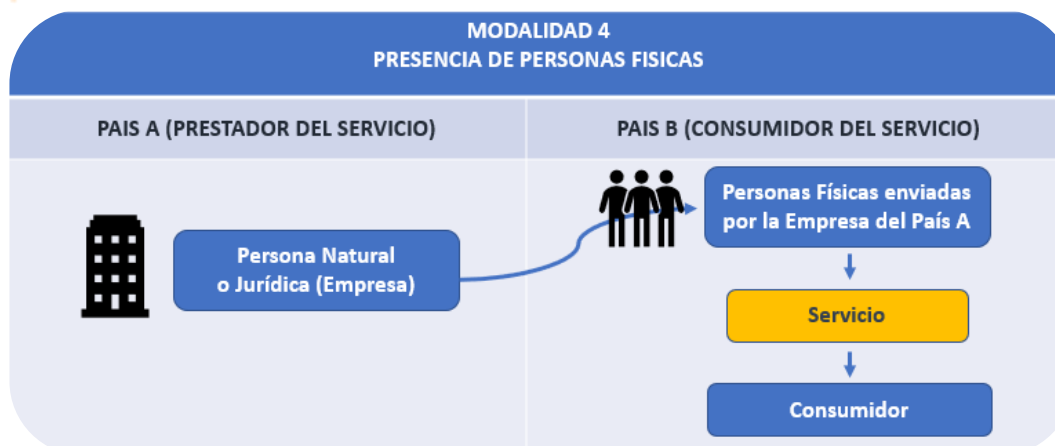 MODALIDAD 4
PRESENCIA DE PERSONAS FISICAS
PAIS A (PRESTADOR DEL SERVICIO)
PAIS B (CONSUMIDOR DEL SERVICIO)
Persona Natural
o Jurídica (Empresa)
Personas Físicas enviadas
por la Empresa del País A
Servicio
Consumidor